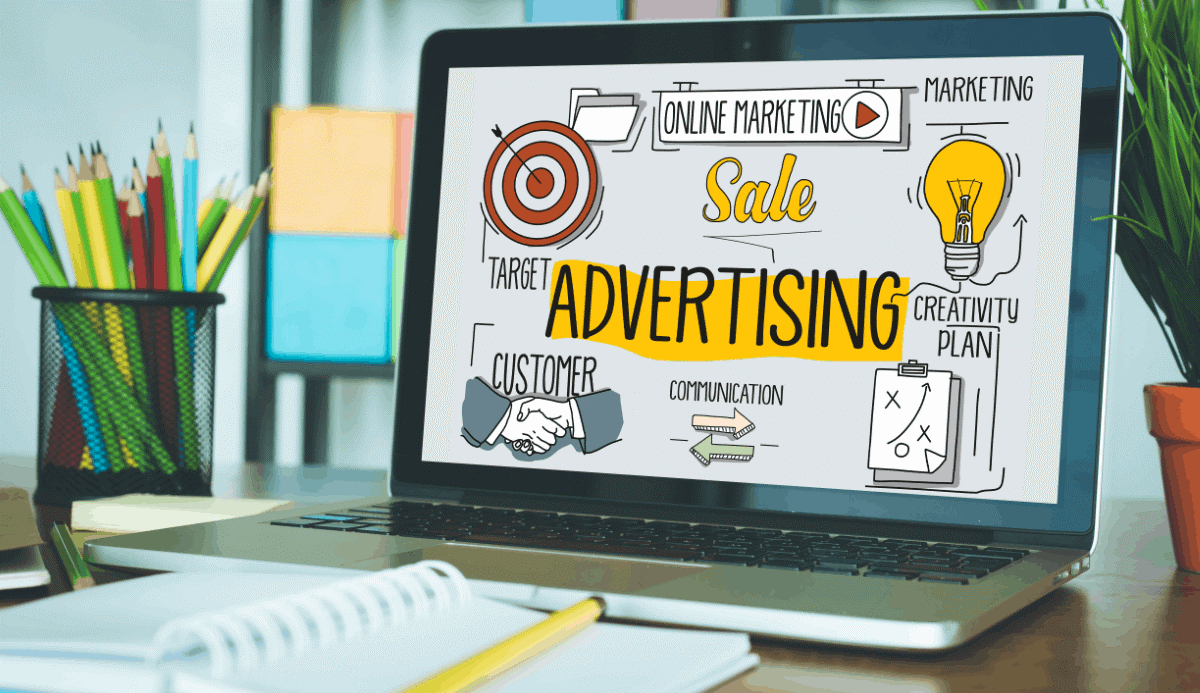 MARKETING
ONLINE MARKETING
Sale
TARGET
ADVERTISING
CREATIVITY
PLAN
CUSTOMER
COMMUNICATION